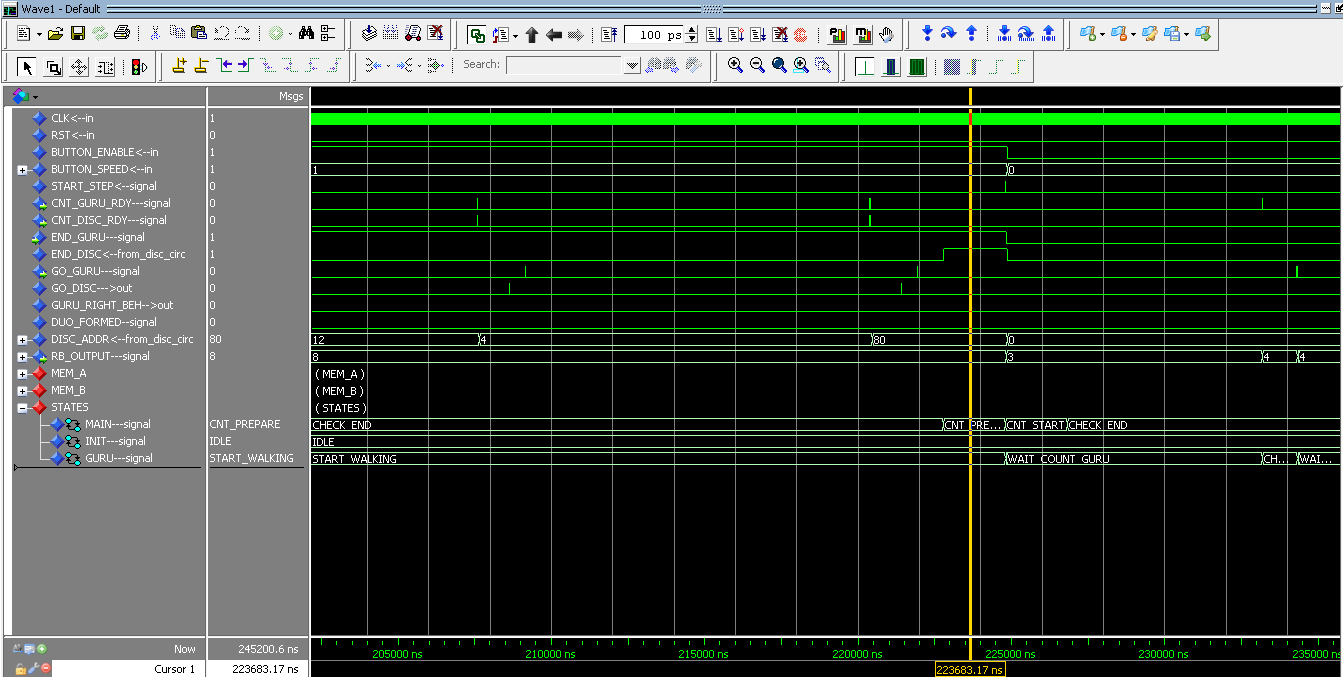 Wave1 - Default
100 ps
Search:
Msgs
CLK<--in 1
RST<--in 0
BUTTON_ENABLE<--in 1
BUTTON_SPEED<--in 1 1 0
START_STEP<--signal 0
CNT_GURU_RDY---signal 0
CNT_DISC_RDY---signal 0
END_GURU---signal 1
END_DISC<--from_disc_circ 1
GO_GURU---signal 0
GO_DISC--->out 0
GURU_RIGHT_BEH-->out 0
DUO_FORMED--signal 0
DISC_ADDR<--from_disc_circ 80 12 4 80 0
RB_OUTPUT---signal 8 8 3 4 4
MEM_A (MEM_A)
MEM_B (MEM_B)
STATES (STATES)
MAIN---signal CNT_PREPARE CHECK_END CNT_PRE... CNT_START CHECK_END
INIT---signal IDLE IDLE
GURU---signal START_WALKING START_WALKING WAIT_COUNT_GURU CH... WAI...
Now 245200.6 ns 205000 ns 210000 ns 215000 ns 220000 ns 225000 ns 230000 ns 235000 ns
Cursor 1 223683.17 ns 223683.17 ns